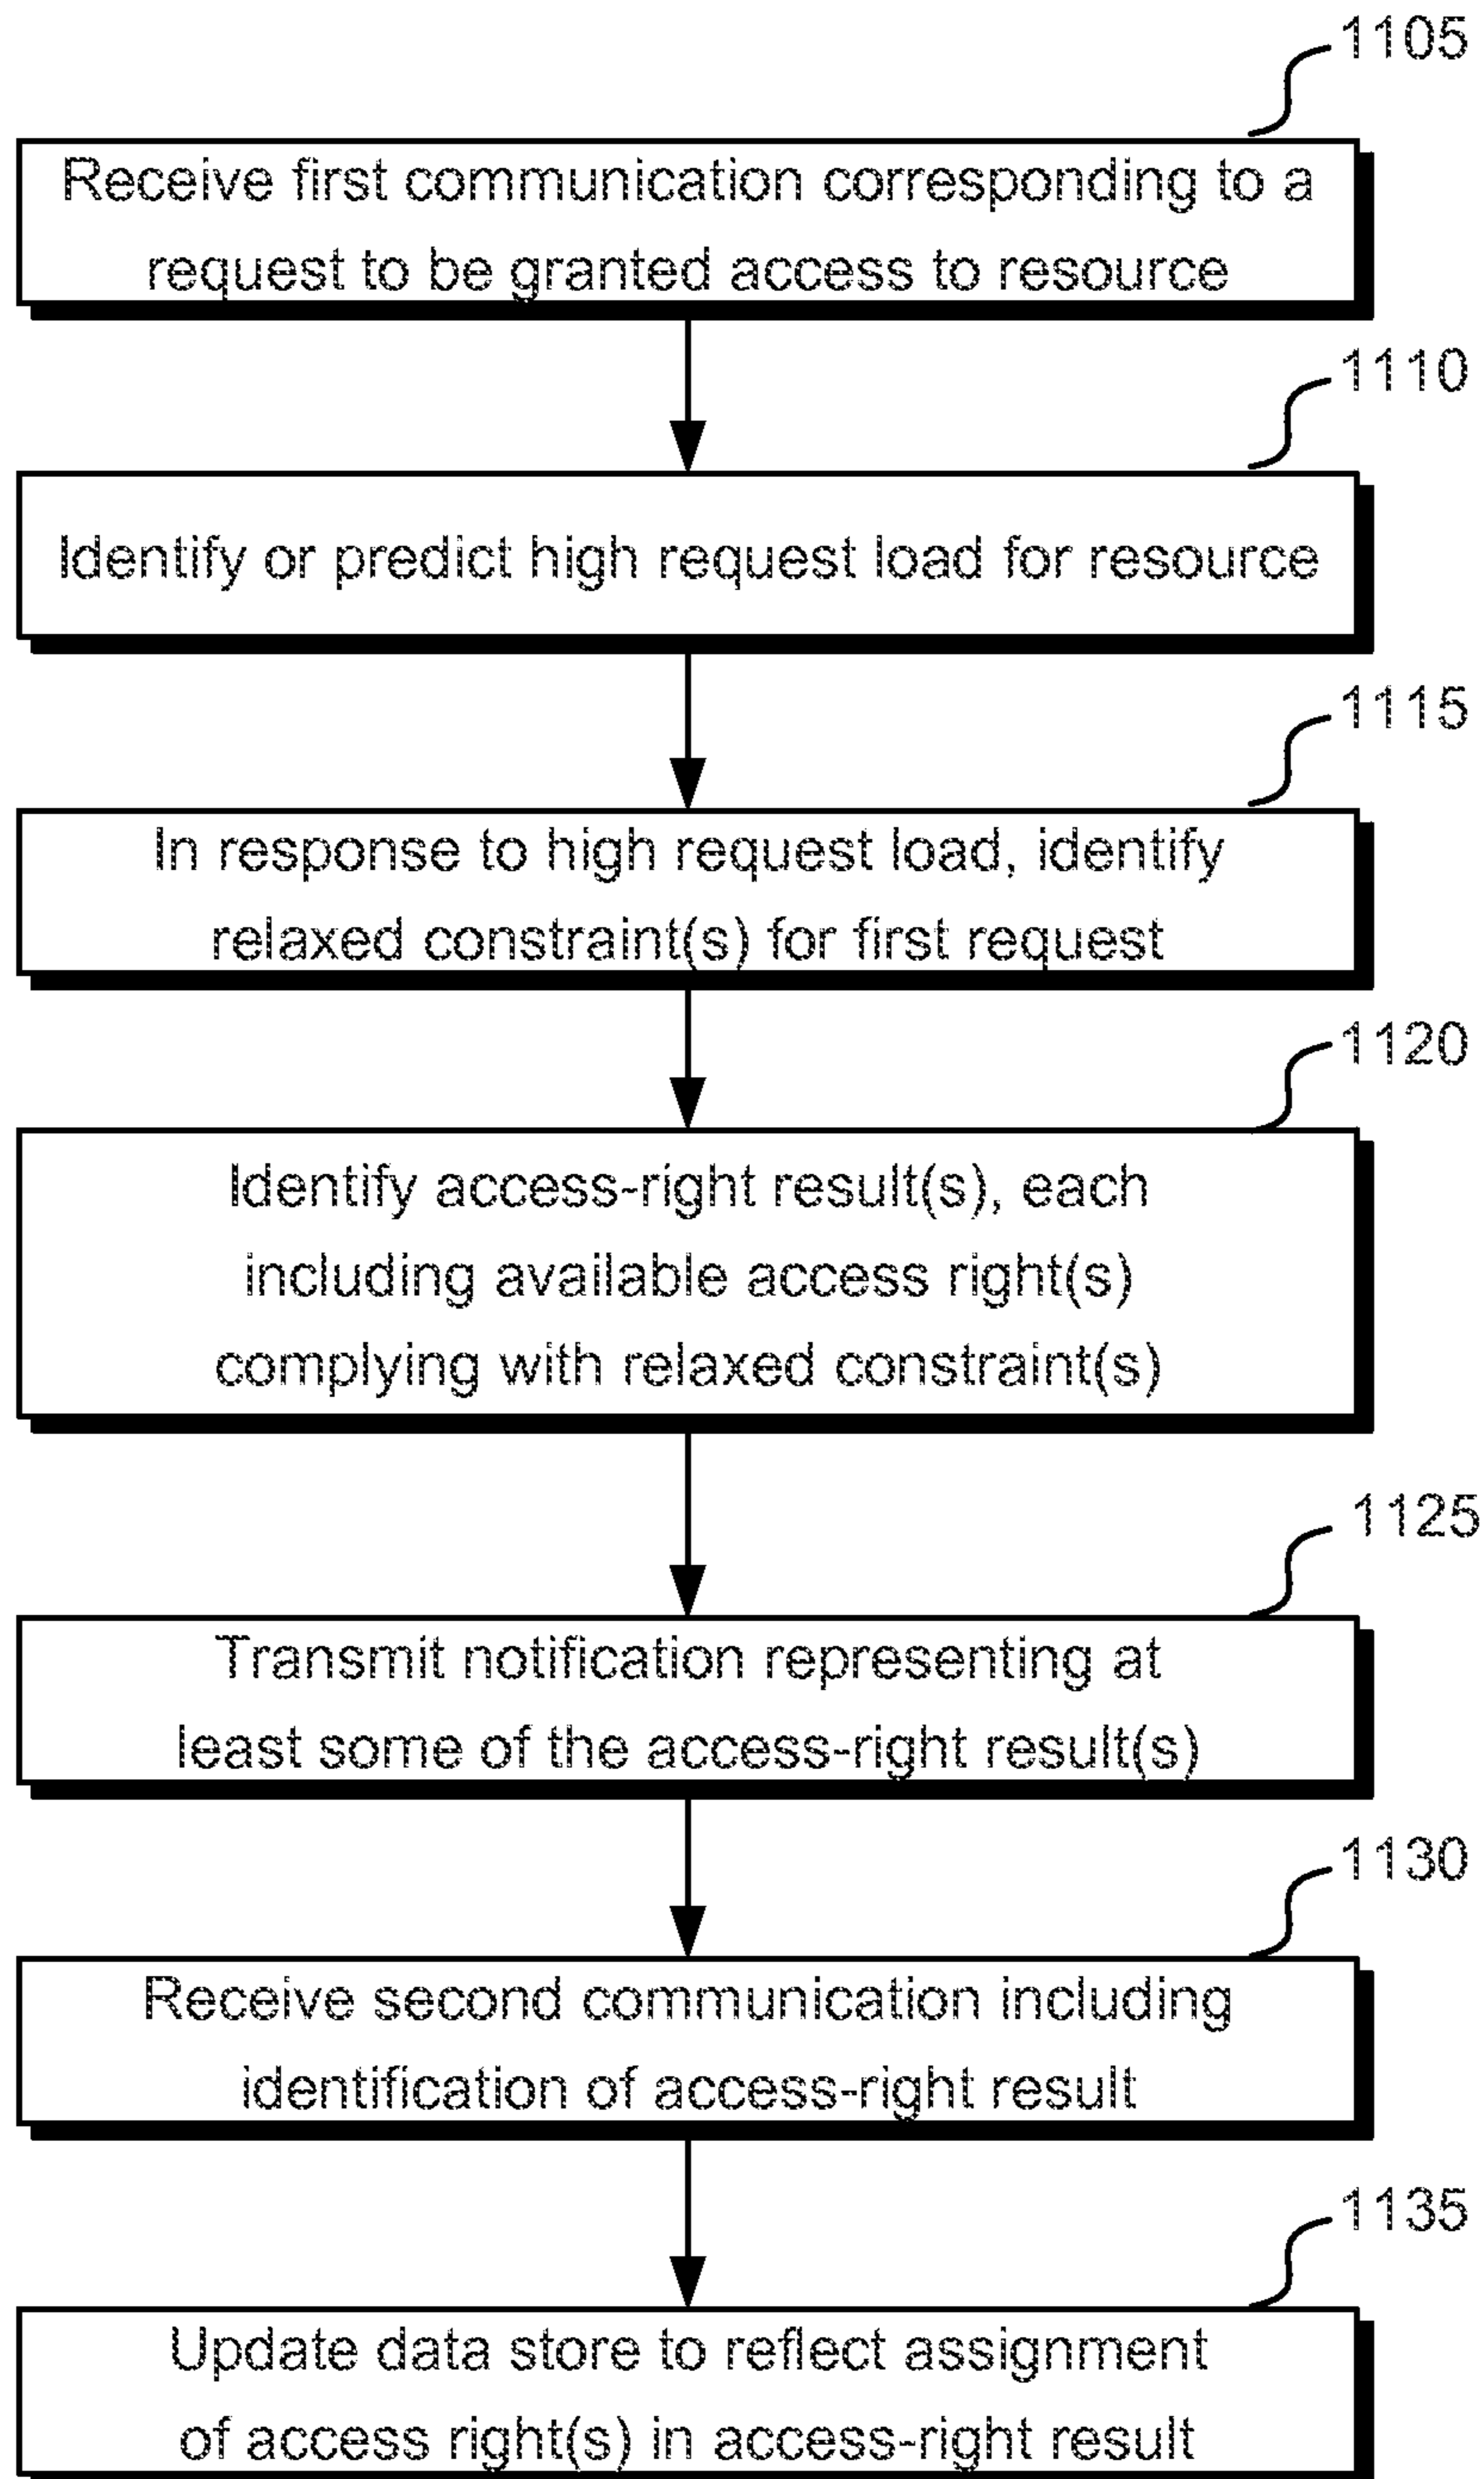 1105
Receive first communication corresponding to a
request to be granted access to resource
1110
Identify or predict high request load for resource
1115
In response to high request load, identify
relaxed constraint(s) for first request
1120
Identify access-right result(s), each
including available access right(s)
complying with relaxed constraint(s)
1125
Transmit notification representing at
least some of the access-right result(s)
1130
Receive second communication including
identification of access-right result
1135
Update data store to reflect assignment
of access right(s) in access-right result